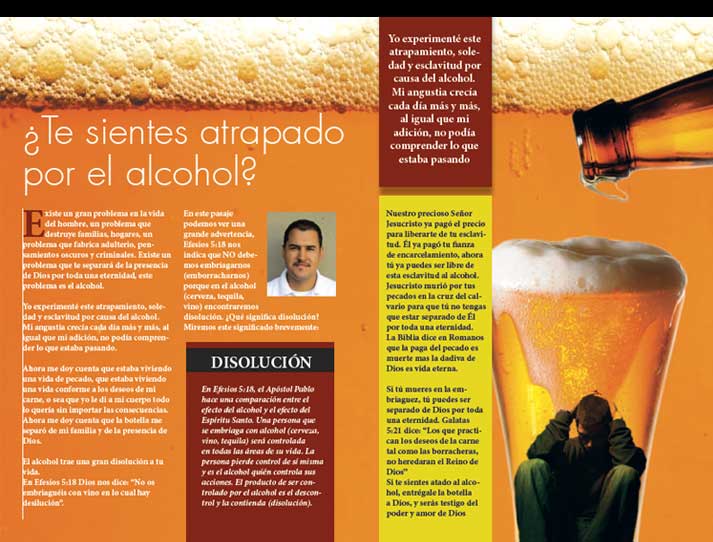 ¿Te sientes atrapado
por el alcohol?
Existe un gran problema en la vida
del hombre, un problema que
destruye familias, hogares, un
problema que fabrica adulterio, pen-
samientos oscuros y criminales. Existe un
problema que te separará de la presencia
de Dios por toda una eternidad, este
problema es el alcohol.
Yo experimenté este atrapamiento, sole-
dad y esclavitud por causa del alcohol.
Mi angustia crecía cada día más y más, al
igual que mi adición, no podía compren-
der lo que estaba pasando.
Ahora me doy cuenta que estaba viviendo
una vida de pecado, que estaba viviendo
una vida conforme a los deseos de mi
carne, o sea que yo le di a mi cuerpo todo
lo quería sin importar las consecuencias.
Ahora me doy cuenta que la botella me
separó de mi familia y de la presencia de
Dios.
El alcohol trae una gran disolución a tu
vida.
En Efesios 5:18 Dios nos dice: “No os
embriaguéis con vino en lo cual hay
desilución”.
En este pasaje
podemos ver una
grande advertencia,
Efesios 5:18 nos
indica que NO debe-
mos embriagarnos
(emborracharnos)
porque en el alcohol
(cerveza, tequila,
vino) encontraremos
disolución. ¿Qué significa disolución?
Miremos este significado brevemente:
DISOLUCIÓN
En Efesios 5:18, el Apóstol Pablo
hace una comparación entre el
efecto del alcohol y el efecto del
Espíritu Santo. Una persona que
se embriaga con alcohol (cerveza,
vino, tequila) será controlada
en todas las áreas de su vida. La
persona pierde control de sí misma
y es el alcohol quién controla sus
acciones. El producto de ser con-
trolado por el alcohol es el descon-
trol y la contienda (disolución).
Yo experimenté este
atrapamiento, sole-
dad y esclavitud por
causa del alcohol.
Mi angustia crecía
cada día más y más,
al igual que mi
adición, no podía
comprender lo que
estaba pasando
Nuestro precioso Señor
Jesucristo ya pagó el precio
para liberarte de tu esclavi-
tud. Él ya pagó tu fianza
de encarcelamiento, ahora
tú ya puedes ser libre de
esta esclavitud al alcohol.
Jesucristo murió por tus
pecados en la cruz del cal-
vario para que tú no tengas
que estar separado de Él
por toda una eternidad.
La Biblia dice en Romanos
que la paga del pecado es
muerte mas la dadiva de
Dios es vida eterna.
Si tú mueres en la em-
briaguez, tú puedes ser
separado de Dios por toda
una eternidad. Galatas
5:21 dice: “Los que practi-
can los deseos de la carne
tal como las borracheras,
no heredaran el Reino de
Dios”
Si te sientes atado al alco-
hol, entrégale la botella
a Dios, y serás testigo del
poder y amor de Dios